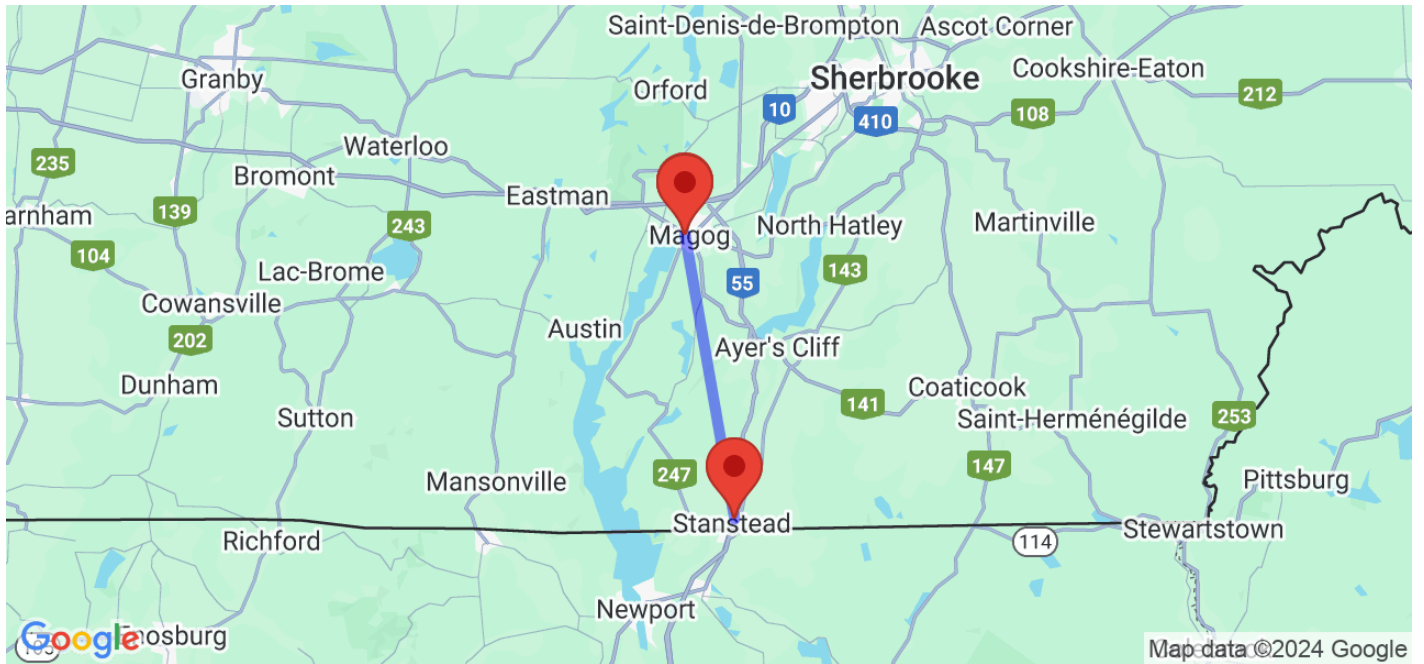 Saint-Denis-de-Brompton
Ascot Corner
Granby
Orford
Sherbrooke
Cookshire-Eaton
10
410
108
212
Waterloo
235
Bromont
Eastman
139
243
Magog
North Hatley
Martinville
104
Lac-Brome
55
143
Cowansville
202
Austin
Ayer's Cliff
Dunham
Sutton
141
Coaticook
Saint-Herménégilde
253
Mansonville
247
147
Pittsburg
Stanstead
Richford
114
Stewartstown
Newport
Google
Map data ©2024 Google